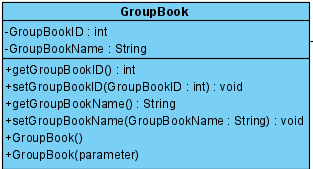 GroupBook
-GroupBookID : int
-GroupBookName : String
+getGroupBookID() : int
+setGroupBookID(GroupBookID : int) : void
+getGroupBookName() : String
+setGroupBookName(GroupBookName : String) : void
+GroupBook()
+GroupBook(parameter)